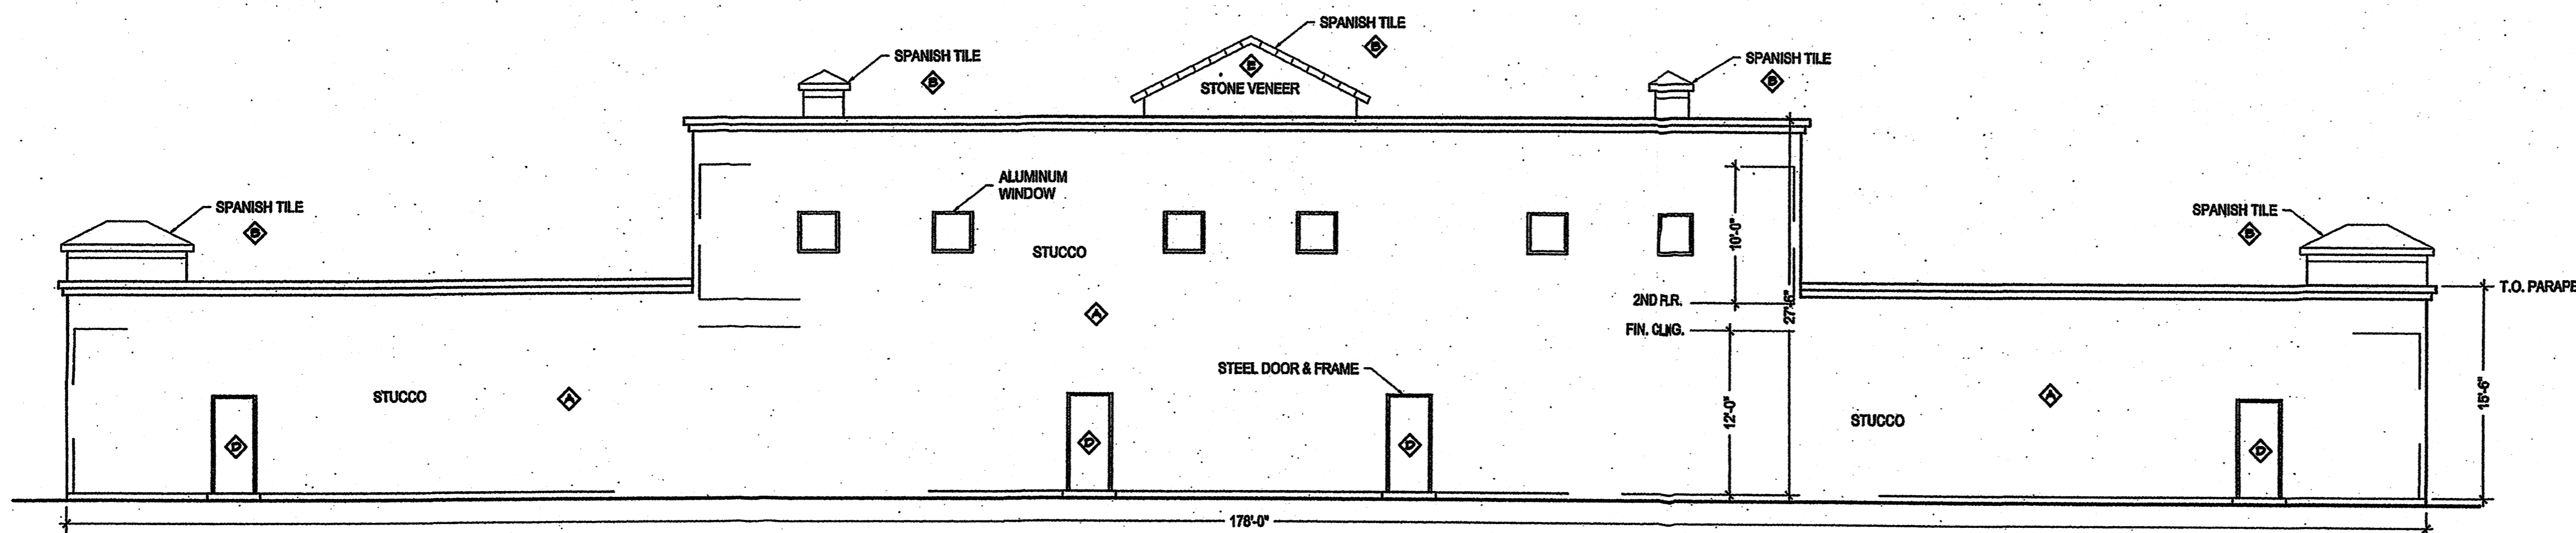 SPANISH TILE
B
SPANISH TILE
B
E
STONE VENEER
SPANISH TILE
B
SPANISH TILE
B
SPANISH TILE
B
ALUMINUM
WINDOW
STUCCO
A
10'-0"
2ND FLR.
27'-6"
FIN. CLNG.
12'-0"
SPANISH TILE
B
T.O. PARAPE
15'-6"
STUCCO
A
STEEL DOOR & FRAME
STUCCO
A
D
D
D
D
178'-0"